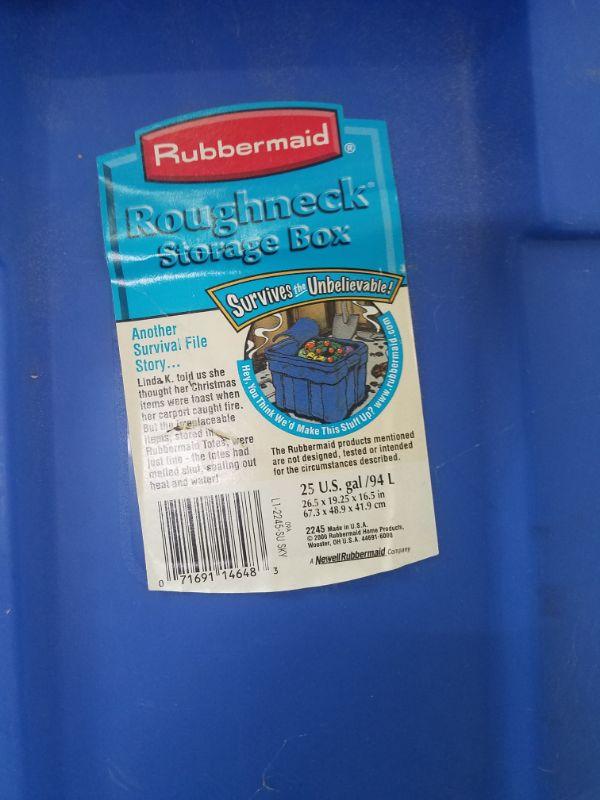 Rubbermaid®
Roughneck®
Storage Box
Survives the Unbelievable!
Hey, You Think We'd Make This Stuff Up? www.rubbermaid.com
Another
Survival File
Story...
Linda K. told us she
thought her Christmas
items were toast when
her carport caught fire.
But the irreplaceable
items, stored in
Rubbermaid Totes, were
just fine - the totes had
melted shut, sealing out
heat and water!
The Rubbermaid products mentioned
are not designed, tested or intended
for the circumstances described.
25 U.S. gal/94 L
26.5 x 19.25 x 16.5 in
67.3 x 48.9 x 41.9 cm
2245 Made in U.S.A.
© 2000 Rubbermaid Home Products,
Wooster, OH U.S.A. 44691-6000
A NewellRubbermaid Company
L1-2245-SU SKY
0 71691 14648 3